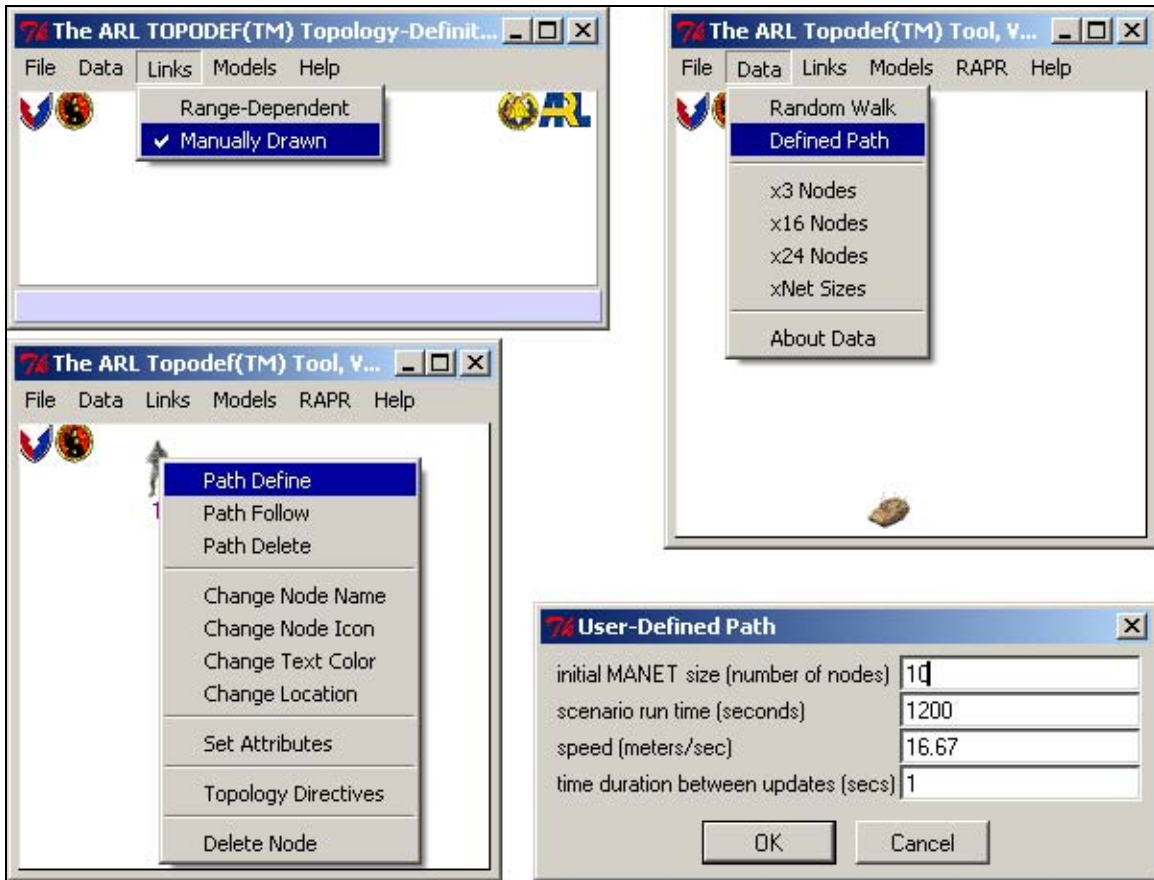 The ARL TOPODEF(TM) Topology-Definit...
File Data Links Models Help
Range-Dependent
Manually Drawn
ARL
The ARL Topodef(TM) Tool, V...
File Data Links Models RAPR Help
Random Walk
Defined Path
x3 Nodes
x16 Nodes
x24 Nodes
xNet Sizes
About Data
The ARL Topodef(TM) Tool, V...
File Data Links Models RAPR Help
1
Path Define
Path Follow
Path Delete
Change Node Name
Change Node Icon
Change Text Color
Change Location
Set Attributes
Topology Directives
Delete Node
User-Defined Path
initial MANET size (number of nodes) 10
scenario run time (seconds) 1200
speed (meters/sec) 16.67
time duration between updates (secs) 1
OK Cancel